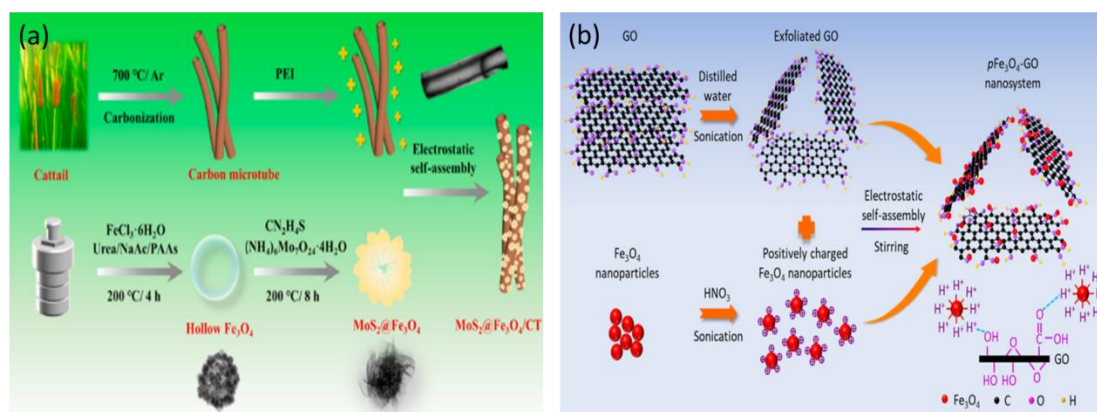 (a)
700 °C/ Ar
Carbonization
PEI
Cattail
Carbon microtube
Electrostatic
self-assembly
FeCl₃·6H₂O
Urea/NaAc/PAAs
200 °C/ 4 h
CN₂H₄S
(NH₄)₆Mo₇O₂₄·4H₂O
200 °C/ 8 h
Hollow Fe₃O₄
MoS₂@Fe₃O₄
MoS₂@Fe₃O₄/CT
(b)
GO
Exfoliated GO
pFe₃O₄-GO
nanosystem
Distilled
water
Sonication
Electrostatic
self-assembly
Stirring
Fe₃O₄
nanoparticles
HNO₃
Sonication
Positively charged
Fe₃O₄ nanoparticles
H⁺ H⁺
H⁺ H⁺
H⁺ H⁺
H⁺ H⁺
H⁺ H⁺
H⁺ H⁺
O
OH
OH
O
GO
HO
HO
O
Fe₃O₄ C O H